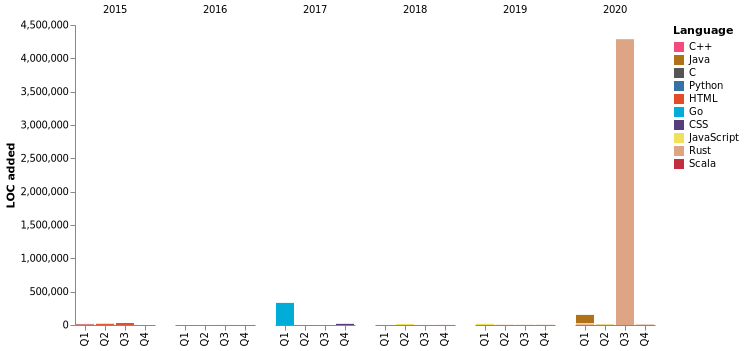 2015 2016 2017 2018 2019 2020
LOC added
4,500,000
4,000,000
3,500,000
3,000,000
2,500,000
2,000,000
1,500,000
1,000,000
500,000
0
Q1 Q2 Q3 Q4 Q1 Q2 Q3 Q4 Q1 Q2 Q3 Q4 Q1 Q2 Q3 Q4 Q1 Q2 Q3 Q4 Q1 Q2 Q3 Q4
Language
C++
Java
C
Python
HTML
Go
CSS
JavaScript
Rust
Scala